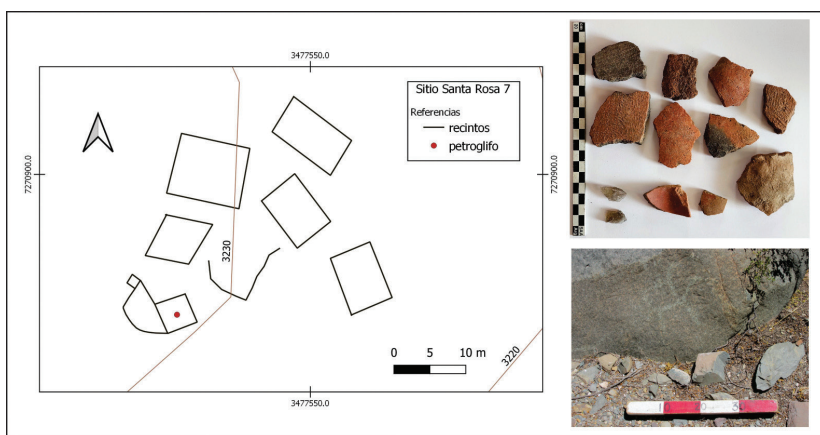 3477550.0
Sitio Santa Rosa 7
Referencias
recintos
petroglifo
7270900.0
7270900.0
3230
0 5 10 m
3220
3477550.0